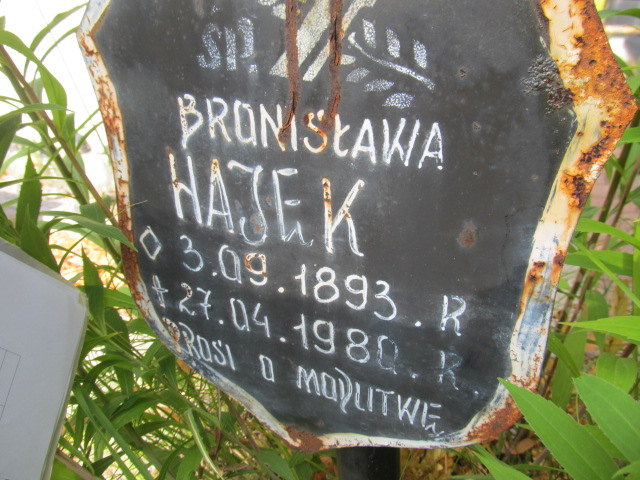 ŚP.
BRONISŁAWA
HAJEK
3.09.1893.R
27.04.1980.R.
PROSI O MODLITWĘ